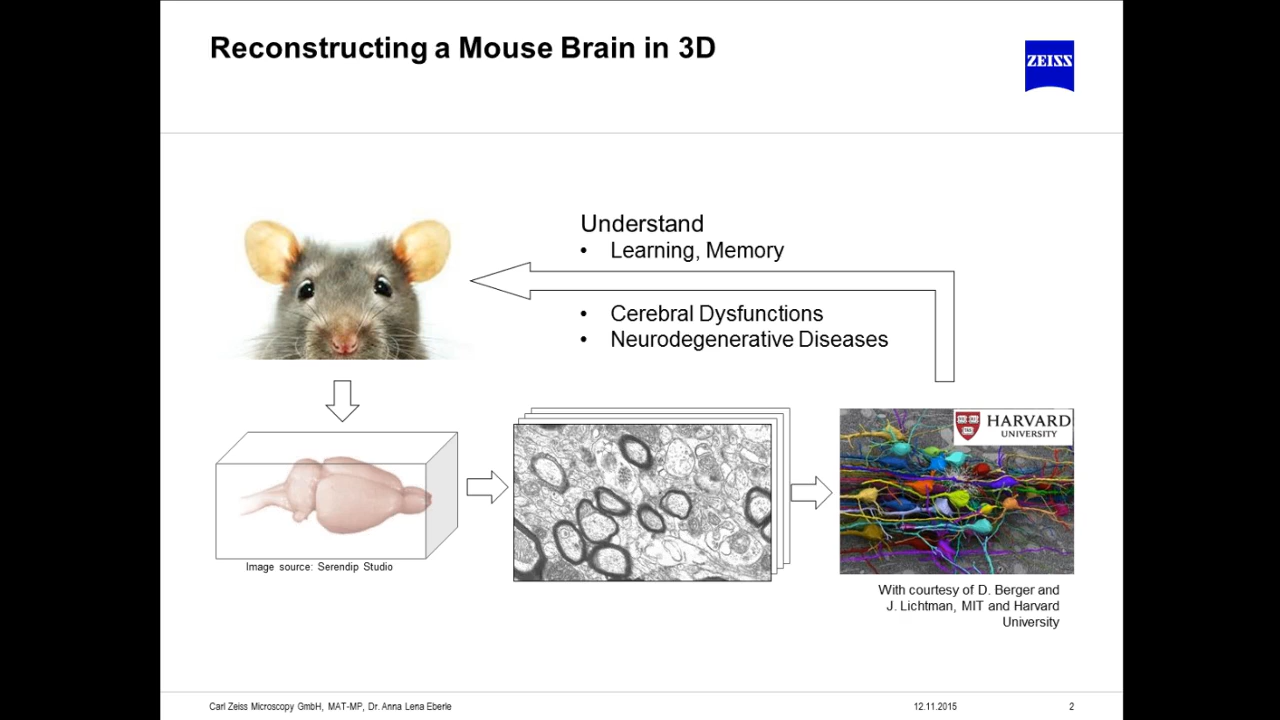 Reconstructing a Mouse Brain in 3D
ZEISS
Understand
• Learning, Memory
• Cerebral Dysfunctions
• Neurodegenerative Diseases
HARVARD
UNIVERSITY
Image source: Serendip Studio
With courtesy of D. Berger and
J. Lichtman, MIT and Harvard
University
Carl Zeiss Microscopy GmbH, MAT-MP, Dr. Anna Lena Eberle
12.11.2015
2